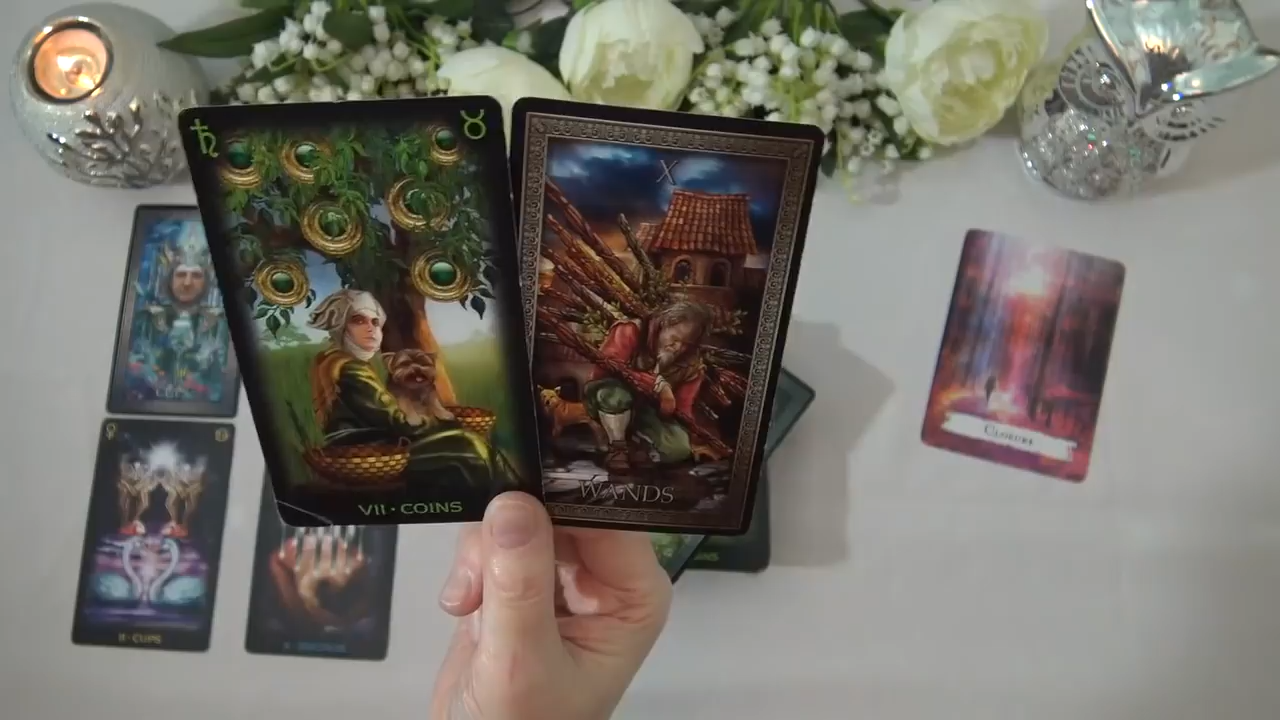 VII • COINS
X
WANDS
II • CUPS
CLOSURE